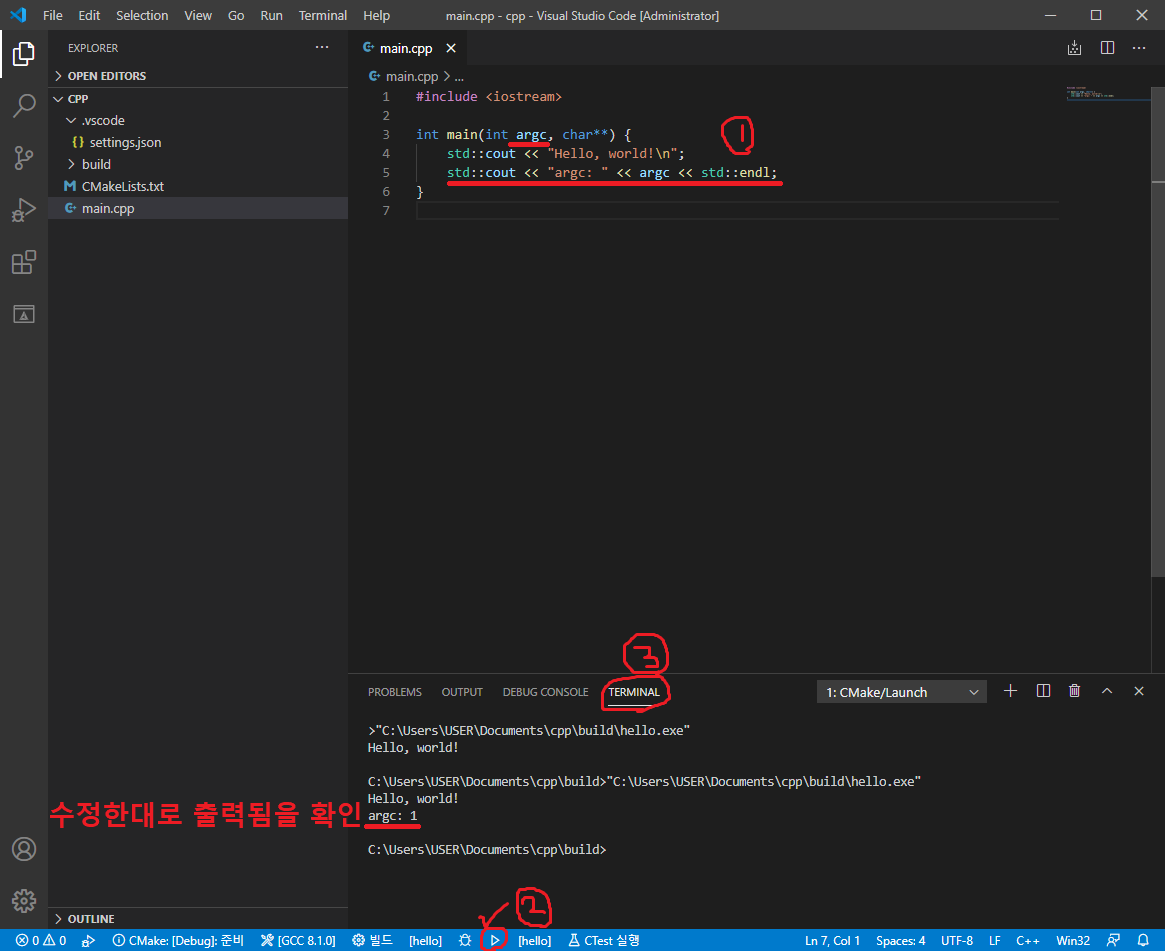 File Edit Selection View Go Run Terminal Help main.cpp - cpp - Visual Studio Code [Administrator]
EXPLORER
OPEN EDITORS
CPP
.vscode
{} settings.json
build
M CMakeLists.txt
main.cpp
OUTLINE
main.cpp
main.cpp > ...
1 #include <iostream>
2
3 int main(int argc, char**) {
4 std::cout << "Hello, world!\n";
5 std::cout << "argc: " << argc << std::endl;
6 }
7
1
3
PROBLEMS OUTPUT DEBUG CONSOLE TERMINAL 1: CMake/Launch
>"C:\Users\USER\Documents\cpp\build\hello.exe"
Hello, world!
C:\Users\USER\Documents\cpp\build>"C:\Users\USER\Documents\cpp\build\hello.exe"
Hello, world!
argc: 1
수정한대로 출력됨을 확인
C:\Users\USER\Documents\cpp\build>
2
0 0 CMake: [Debug]: 준비 [GCC 8.1.0] 빌드 [hello] [hello] CTest 실행 Ln 7, Col 1 Spaces: 4 UTF-8 LF C++ Win32